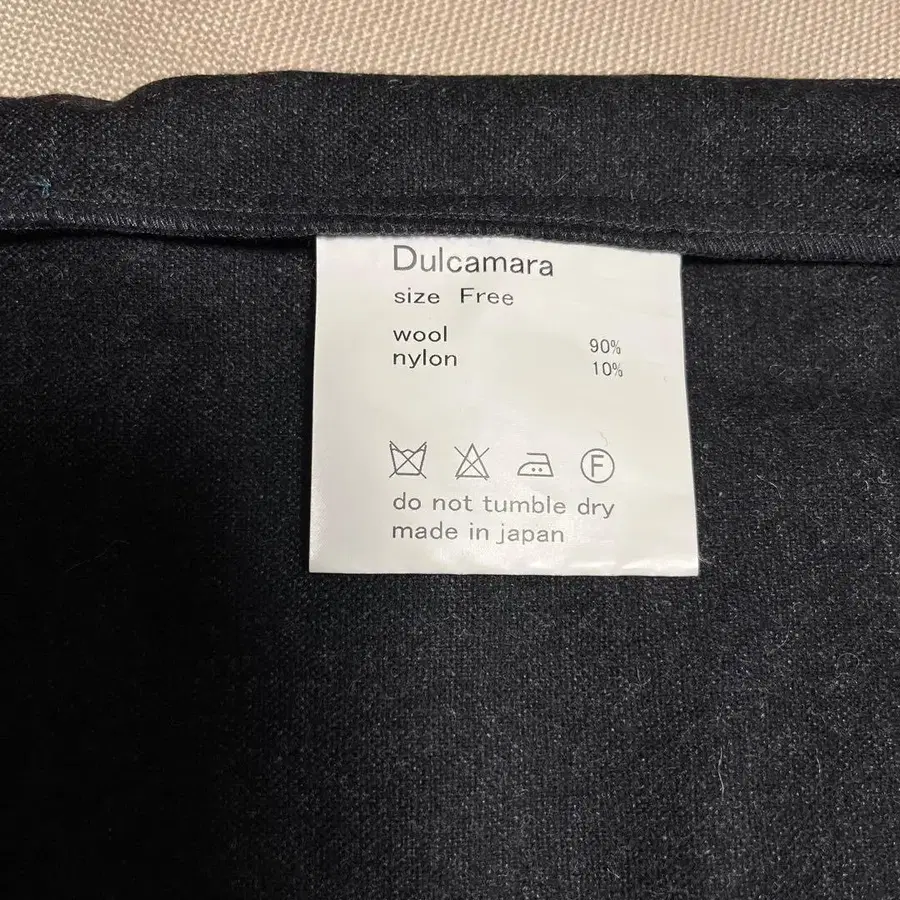 Dulcamara
size Free
wool 90%
nylon 10%
F
do not tumble dry
made in japan